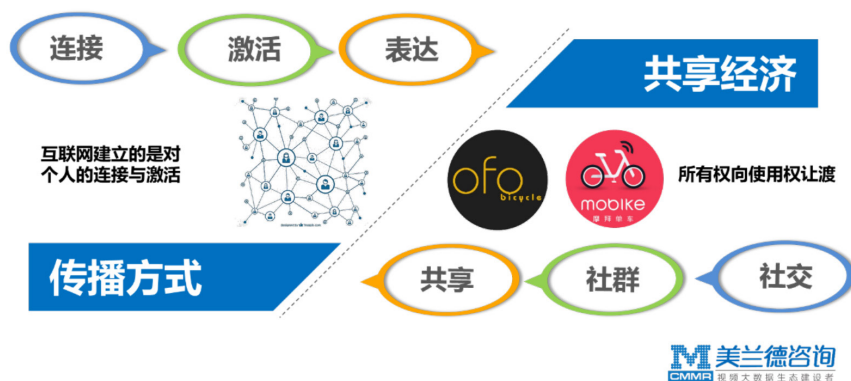 连接
激活
表达
共享经济
互联网建立的是对
个人的连接与激活
ofo
bicycle
mobike
摩拜单车
所有权向使用权让渡
传播方式
共享
社群
社交
美兰德咨询
CMMR 视频大数据生态建设者